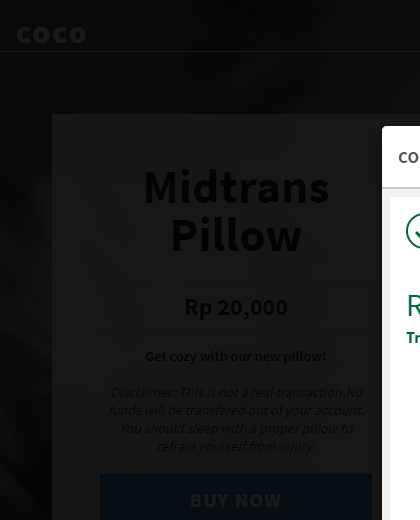 coco
Midtrans
Pillow
Rp 20,000
Get cozy with our new pillow!
Disclaimer: This is not a real transaction.No
funds will be transfered out of your account.
You should sleep with a proper pillow to
refrain yourself from injury.
BUY NOW
CO
R
Tr